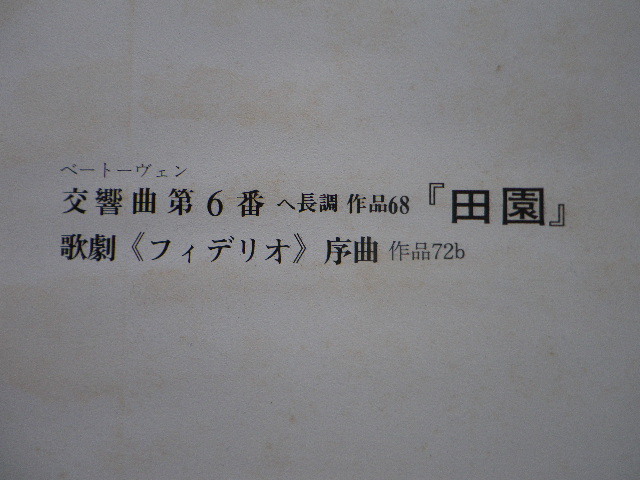 ベートーヴェン
交響曲第6番 ヘ長調 作品68『田園』
歌劇《フィデリオ》序曲 作品72b